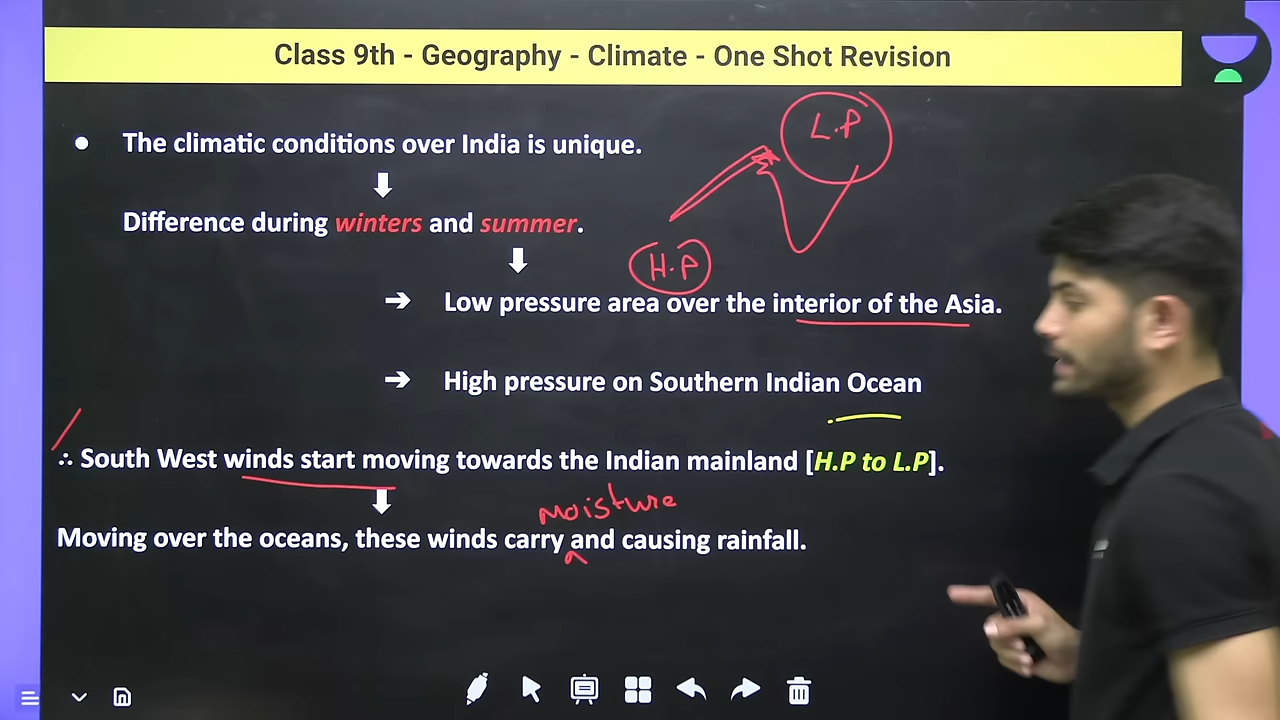 Class 9th - Geography - Climate - One Shot Revision
● The climatic conditions over India is unique.
L.P
Difference during winters and summer.
H.P
→ Low pressure area over the interior of the Asia.
→ High pressure on Southern Indian Ocean
∴ South West winds start moving towards the Indian mainland [H.P to L.P].
moisture
Moving over the oceans, these winds carry and causing rainfall.